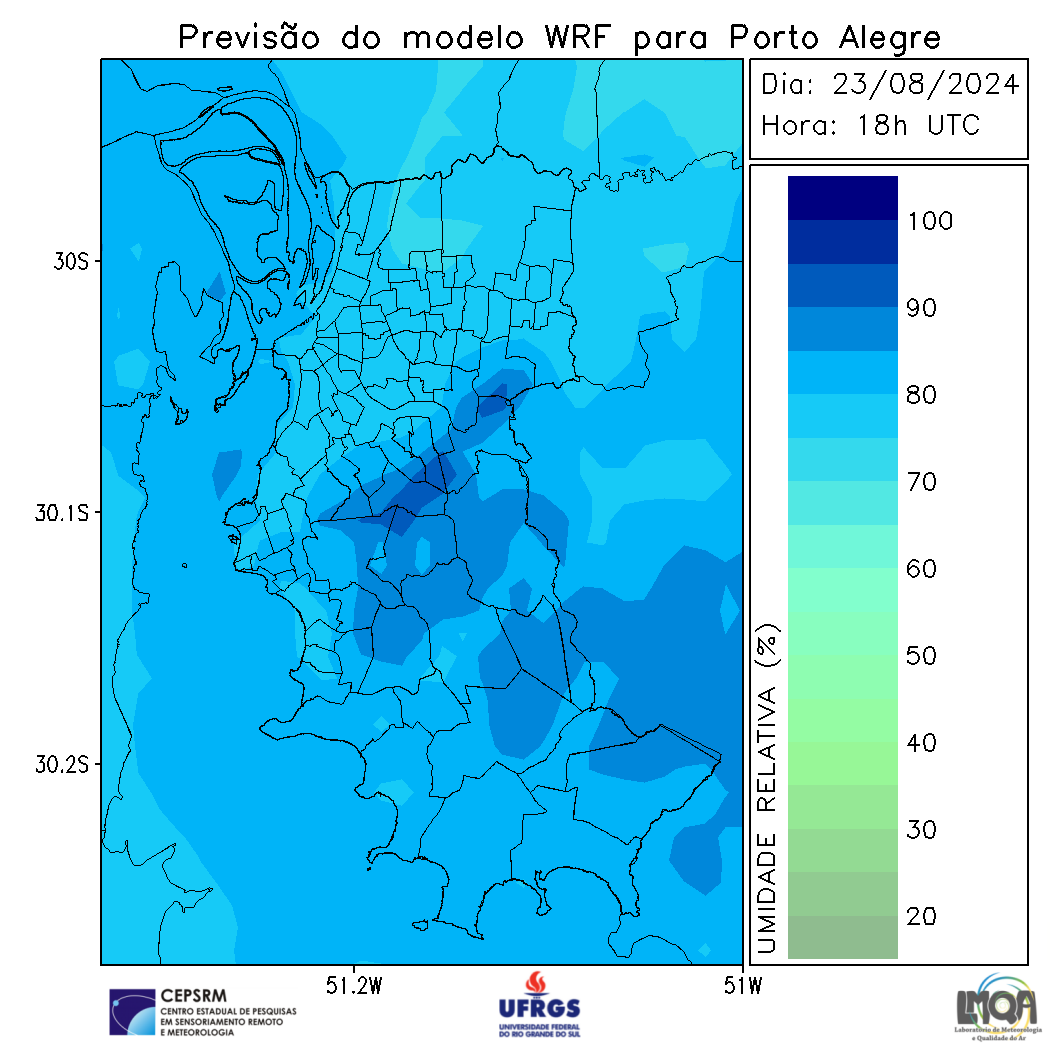 Previsão do modelo WRF para Porto Alegre
Dia: 23/08/2024
Hora: 18h UTC
30S
30.1S
30.2S
51.2W
51W
UMIDADE RELATIVA (%)
100
90
80
70
60
50
40
30
20
CEPSRM
CENTRO ESTADUAL DE PESQUISAS
EM SENSORIAMENTO REMOTO
E METEOROLOGIA
UFRGS
UNIVERSIDADE FEDERAL
DO RIO GRANDE DO SUL
LMQA
Laboratório de Meteorologia
e Qualidade do Ar